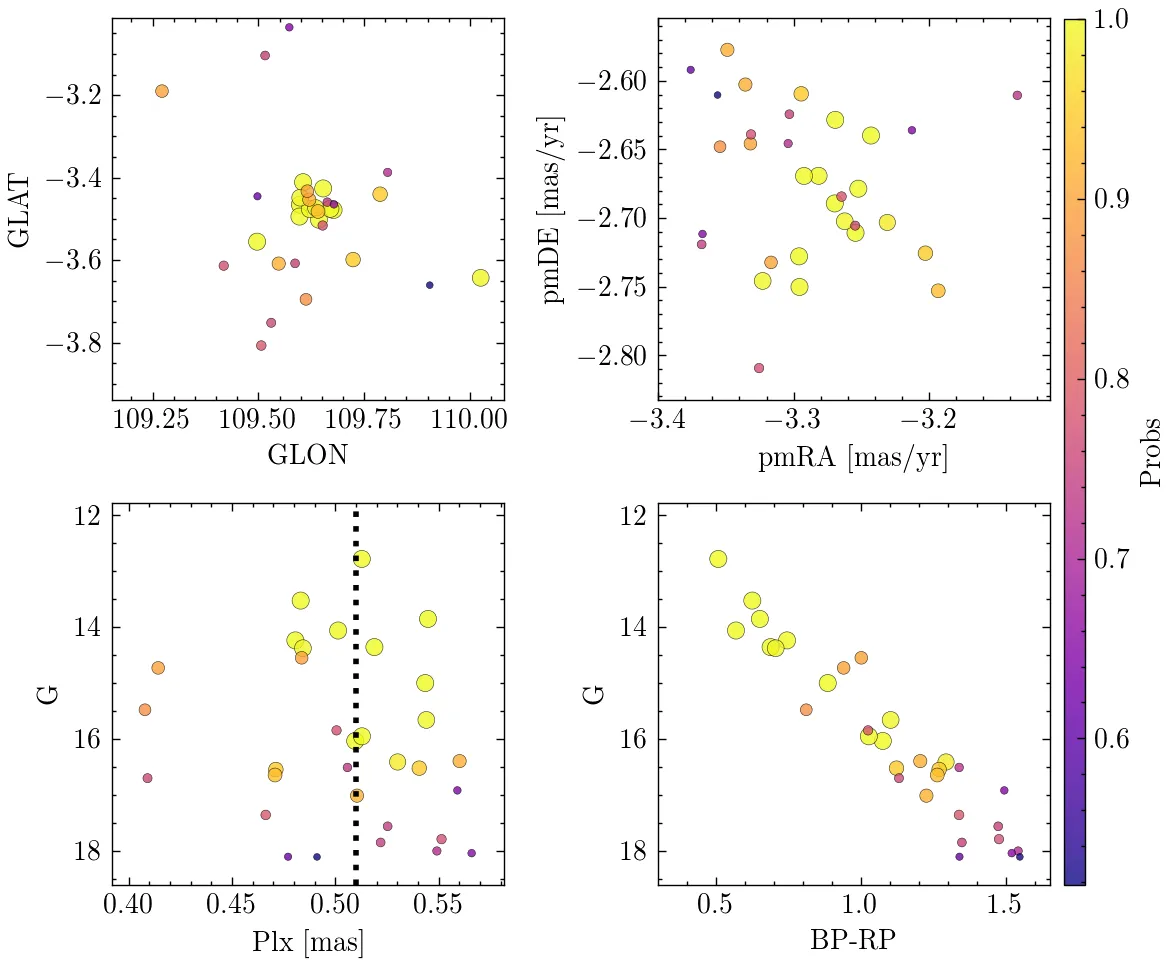 −3.2
−3.4
−3.6
−3.8
GLAT
109.25 109.50 109.75 110.00
GLON
−2.60
−2.65
−2.70
−2.75
−2.80
pmDE [mas/yr]
−3.4 −3.3 −3.2
pmRA [mas/yr]
12
14
16
18
G
0.40 0.45 0.50 0.55
Plx [mas]
12
14
16
18
G
0.5 1.0 1.5
BP-RP
1.0
0.9
0.8
0.7
0.6
Probs